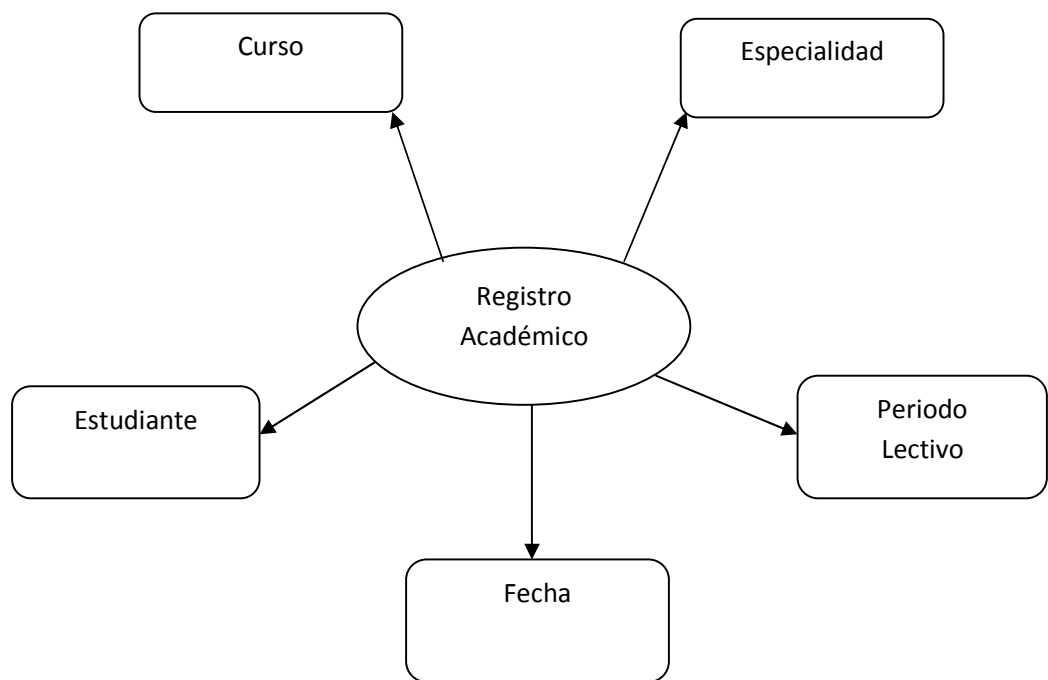 Curso
Especialidad
Registro
Académico
Estudiante
Periodo
Lectivo
Fecha